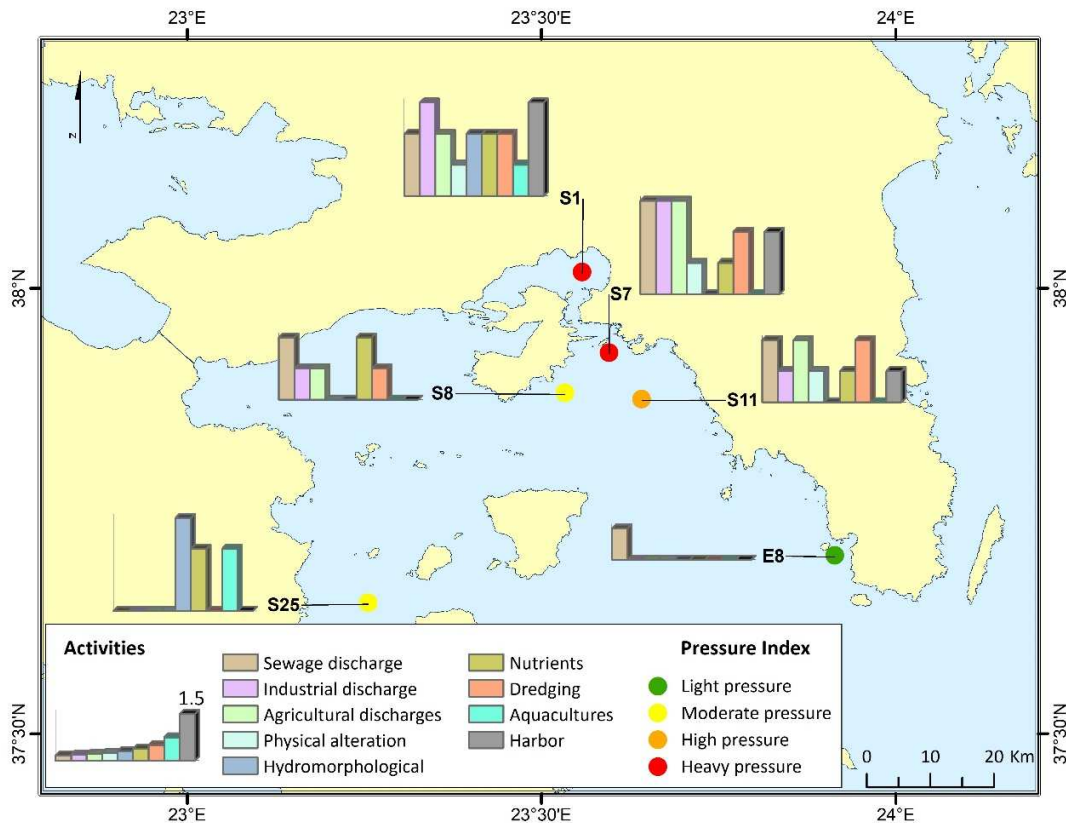 23°E 23°30'E 24°E
N
S1
38°N 38°N
S7
S8 S11
E8
S25
Activities
1.5
Sewage discharge
Industrial discharge
Agricultural discharges
Physical alteration
Hydromorphological
Nutrients
Dredging
Aquacultures
Harbor
Pressure Index
Light pressure
Moderate pressure
High pressure
Heavy pressure
0 10 20 Km
37°30'N 37°30'N
23°E 23°30'E 24°E